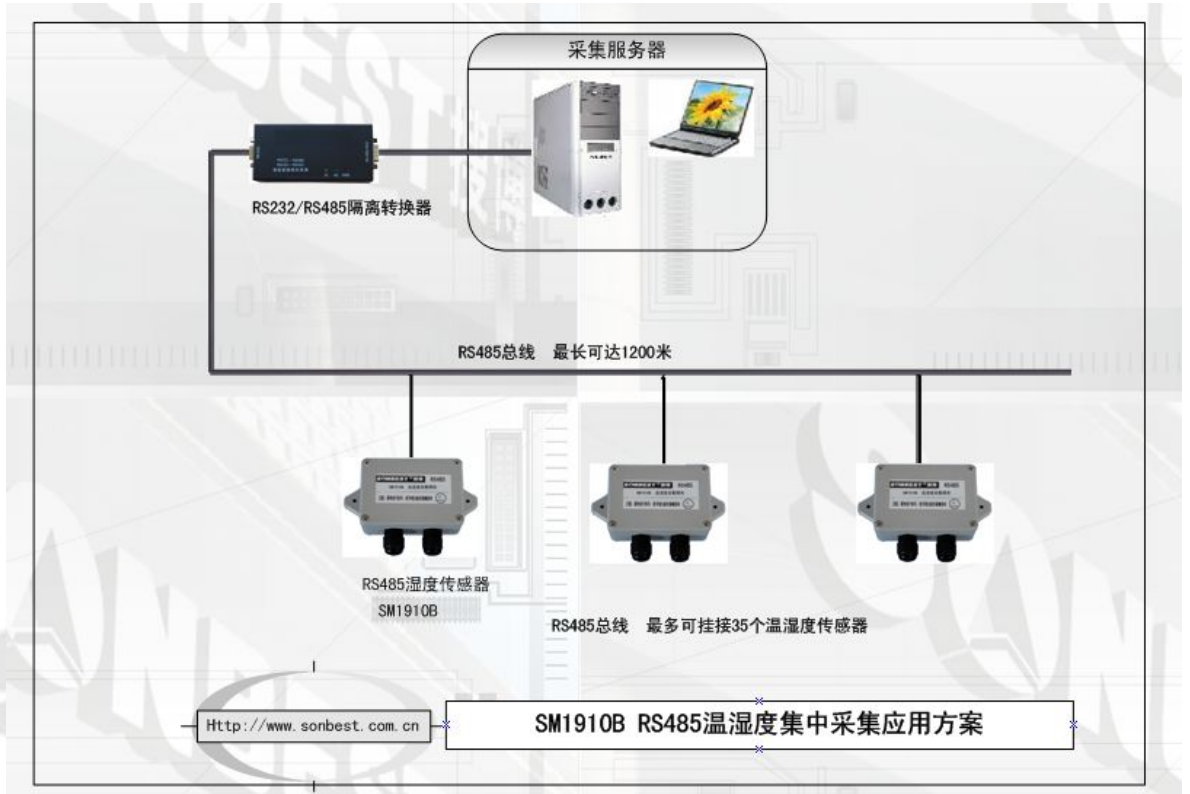 采集服务器
RS232/RS485隔离转换器
RS485总线 最长可达1200米
RS485
RS485
RS485
RS485湿度传感器
SM1910B
RS485总线 最多可挂接35个温湿度传感器
Http://www.sonbest.com.cn
SM1910B RS485温湿度集中采集应用方案